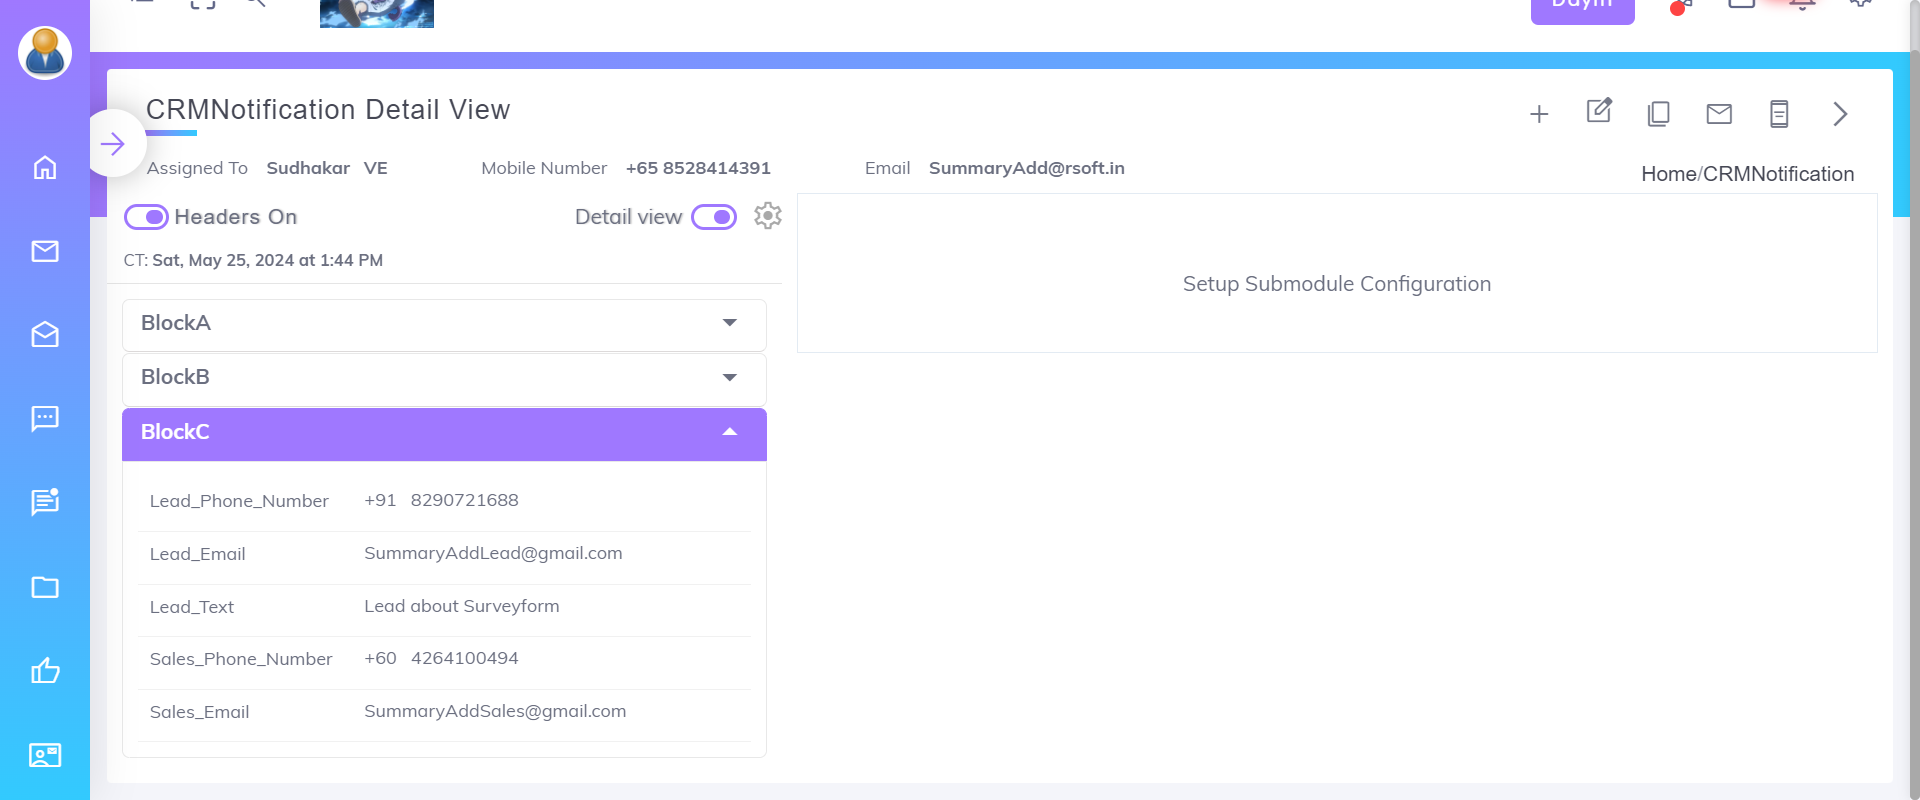 CRMNotification Detail View
Assigned To Sudhakar VE Mobile Number +65 8528414391 Email SummaryAdd@rsoft.in
Home/CRMNotification
Headers On Detail view
CT: Sat, May 25, 2024 at 1:44 PM
Setup Submodule Configuration
BlockA
BlockB
BlockC
Lead_Phone_Number +91 8290721688
Lead_Email SummaryAddLead@gmail.com
Lead_Text Lead about Surveyform
Sales_Phone_Number +60 4264100494
Sales_Email SummaryAddSales@gmail.com